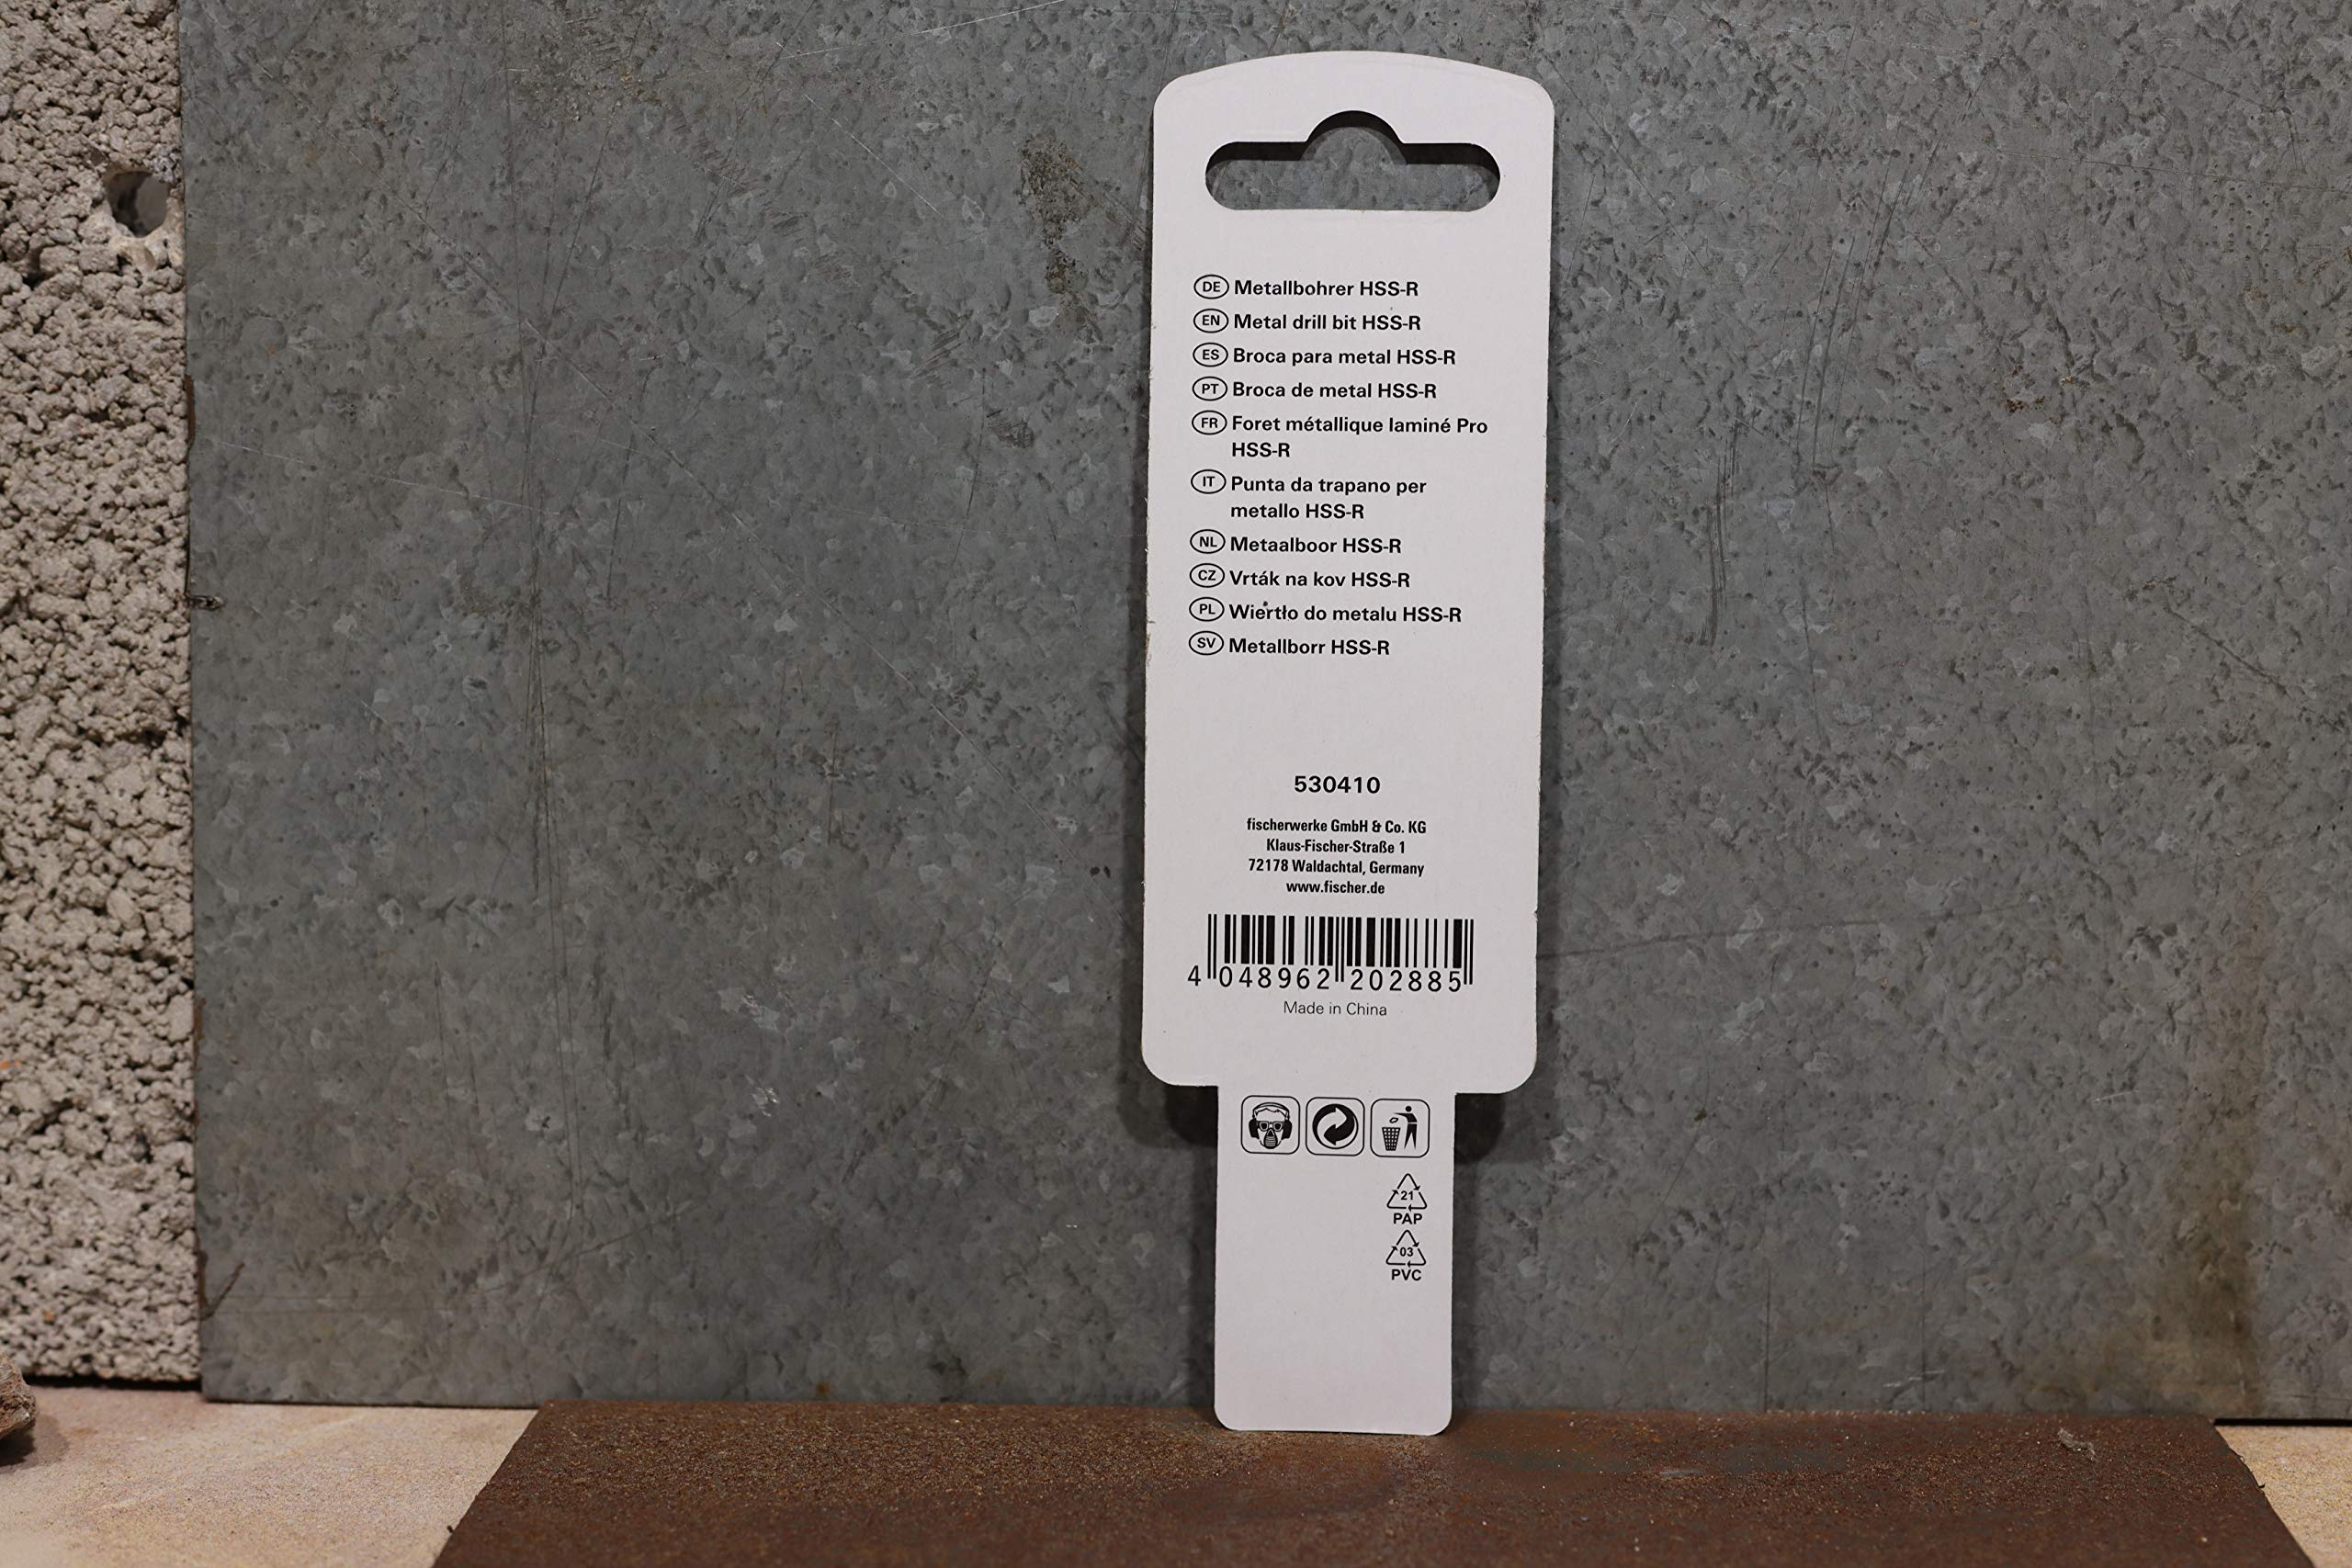 DE Metallbohrer HSS-R
EN Metal drill bit HSS-R
ES Broca para metal HSS-R
PT Broca de metal HSS-R
FR Foret métallique laminé Pro
HSS-R
IT Punta da trapano per
metallo HSS-R
NL Metaalboor HSS-R
CZ Vrták na kov HSS-R
PL Wiertło do metalu HSS-R
SV Metallborr HSS-R
530410
fischerwerke GmbH & Co. KG
Klaus-Fischer-Straße 1
72178 Waldachtal, Germany
www.fischer.de
4 048962 202885
Made in China
21
PAP
03
PVC